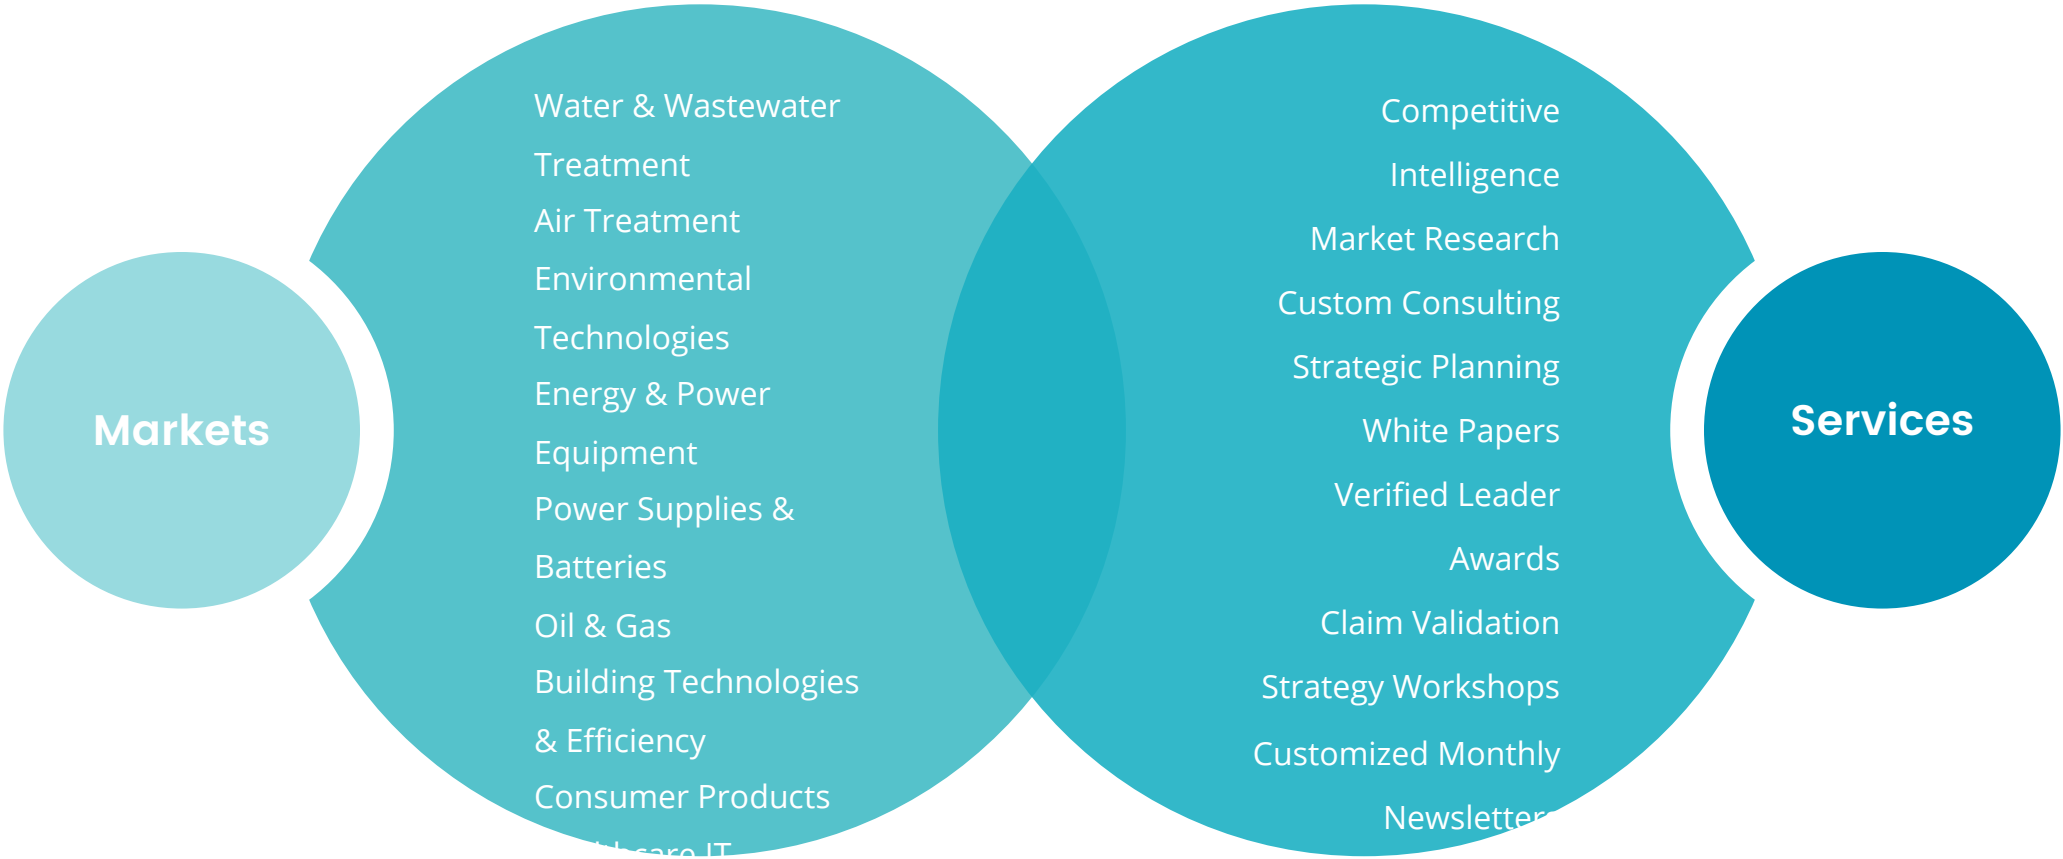 Markets
Water & Wastewater
Treatment
Air Treatment
Environmental
Technologies
Energy & Power
Equipment
Power Supplies &
Batteries
Oil & Gas
Building Technologies
& Efficiency
Consumer Products
IT
Competitive
Intelligence
Market Research
Custom Consulting
Strategic Planning
White Papers
Verified Leader
Awards
Claim Validation
Strategy Workshops
Customized Monthly
Newsletters
Services